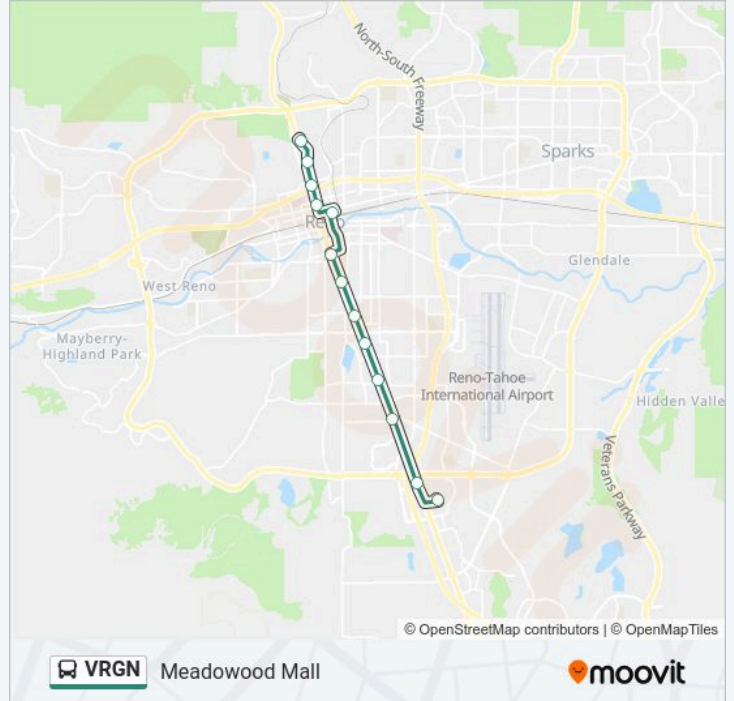 North-South Freeway
Sparks
Reno
Glendale
West Reno
Mayberry-
Highland Park
Reno-Tahoe
International Airport
Hidden Valle
Veterans Parkway
© OpenStreetMap contributors | © OpenMapTiles
VRGN Meadowood Mall
moovit